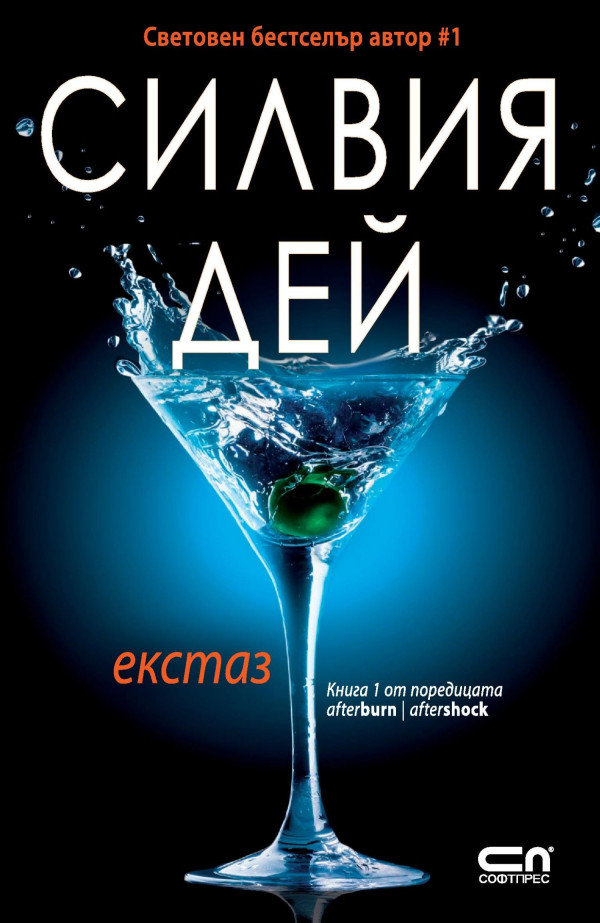 Световен бестселър автор #1
СИЛВИЯ
ДЕЙ
екстаз
Книга 1 от поредицата
afterburn | aftershock
сп®
СОФТПРЕС